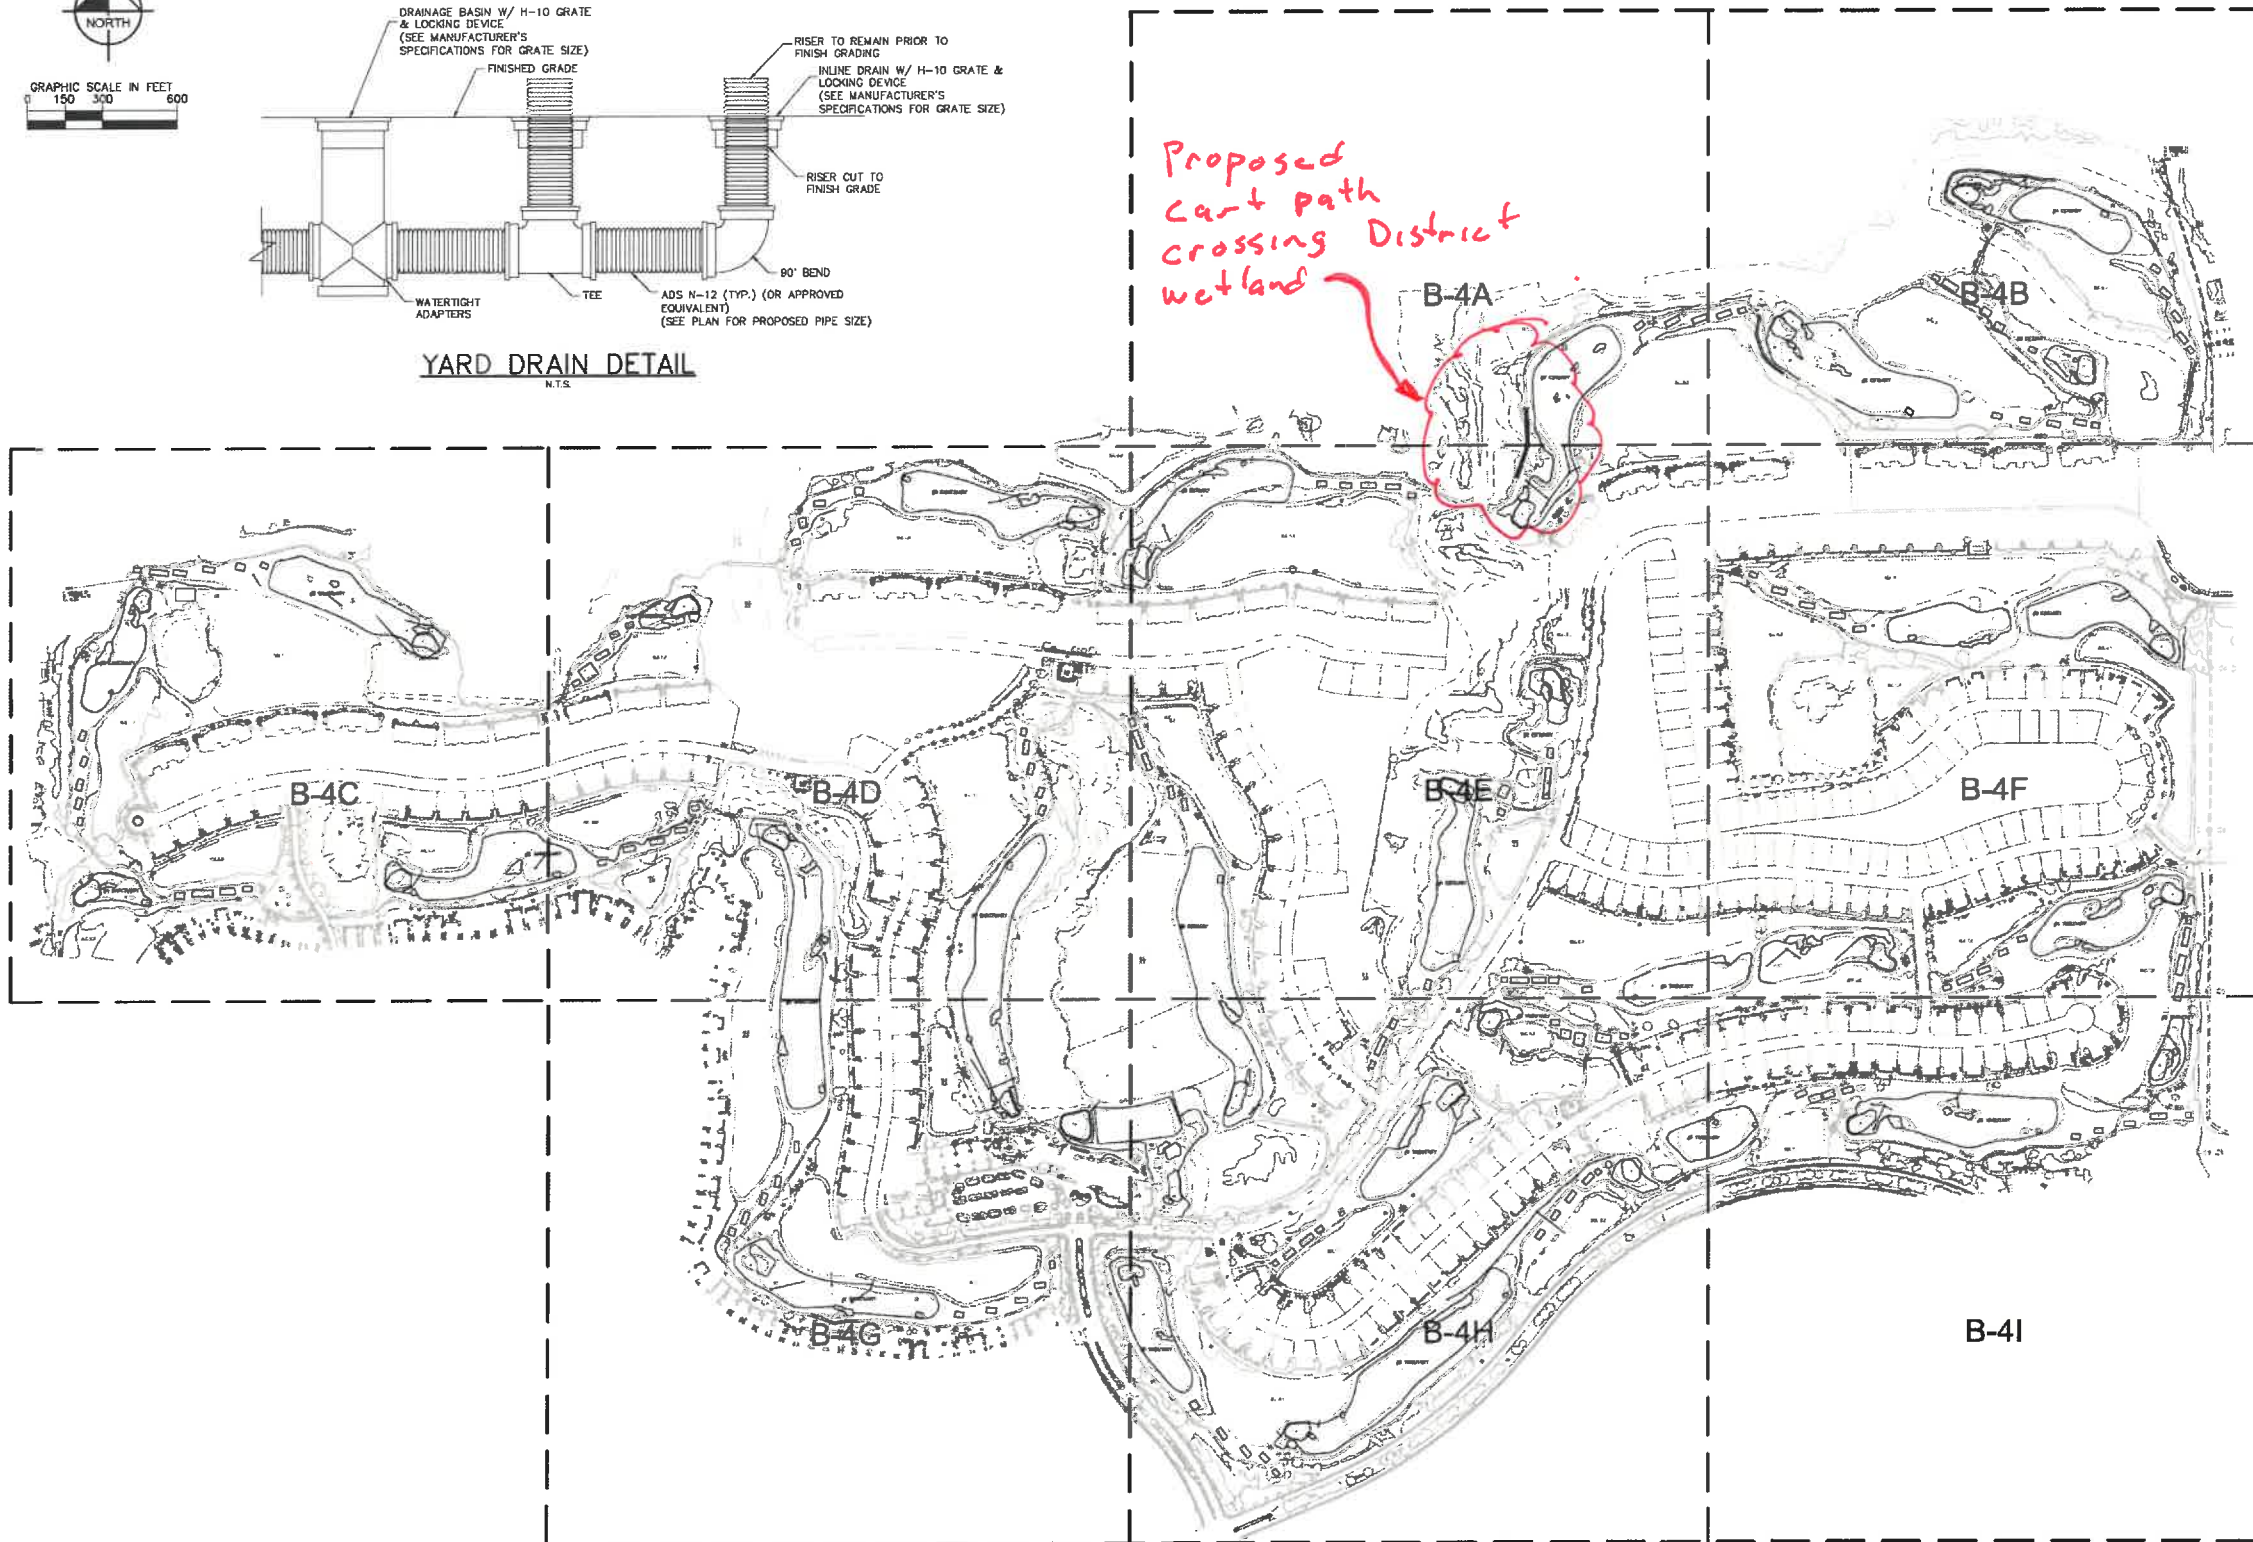 NORTH
GRAPHIC SCALE IN FEET
0 150 300 600
DRAINAGE BASIN W/ H-10 GRATE
& LOCKING DEVICE
(SEE MANUFACTURER'S
SPECIFICATIONS FOR GRATE SIZE)
FINISHED GRADE
RISER TO REMAIN PRIOR TO
FINISH GRADING
INLINE DRAIN W/ H-10 GRATE &
LOCKING DEVICE
(SEE MANUFACTURER'S
SPECIFICATIONS FOR GRATE SIZE)
RISER CUT TO
FINISH GRADE
90° BEND
TEE
ADS N-12 (TYP.) (OR APPROVED
EQUIVALENT)
(SEE PLAN FOR PROPOSED PIPE SIZE)
WATERTIGHT
ADAPTERS
YARD DRAIN DETAIL
N.T.S.
Proposed
cart path
crossing District
wetland
B-4A
B-4B
B-4C
B-4D
B-4E
B-4F
B-4G
B-4H
B-4I